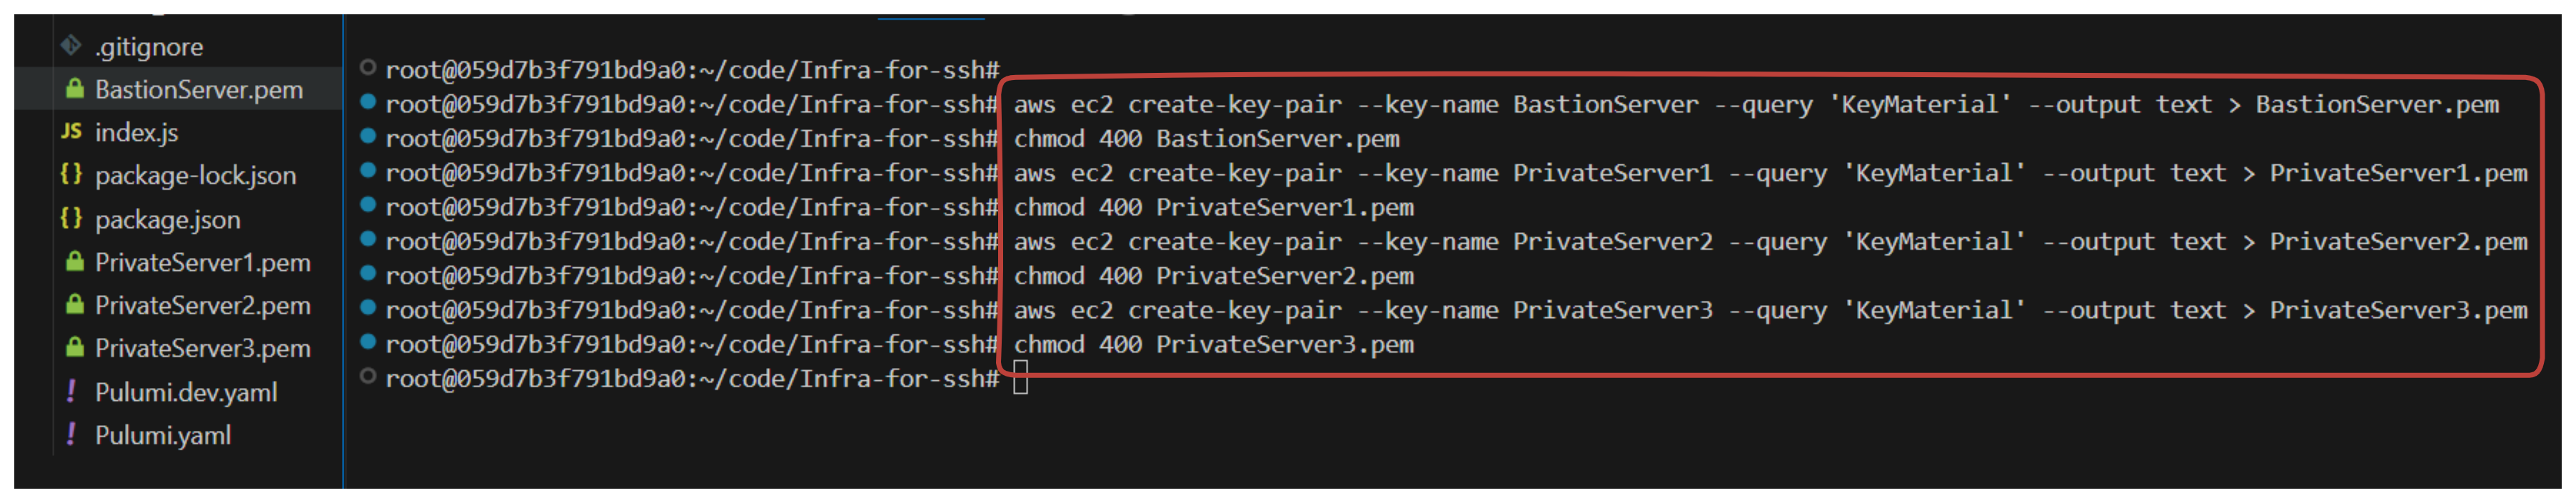 .gitignore
BastionServer.pem
JS index.js
{} package-lock.json
{} package.json
PrivateServer1.pem
PrivateServer2.pem
PrivateServer3.pem
! Pulumi.dev.yaml
! Pulumi.yaml
root@059d7b3f791bd9a0:~/code/Infra-for-ssh#
root@059d7b3f791bd9a0:~/code/Infra-for-ssh# aws ec2 create-key-pair --key-name BastionServer --query 'KeyMaterial' --output text > BastionServer.pem
root@059d7b3f791bd9a0:~/code/Infra-for-ssh# chmod 400 BastionServer.pem
root@059d7b3f791bd9a0:~/code/Infra-for-ssh# aws ec2 create-key-pair --key-name PrivateServer1 --query 'KeyMaterial' --output text > PrivateServer1.pem
root@059d7b3f791bd9a0:~/code/Infra-for-ssh# chmod 400 PrivateServer1.pem
root@059d7b3f791bd9a0:~/code/Infra-for-ssh# aws ec2 create-key-pair --key-name PrivateServer2 --query 'KeyMaterial' --output text > PrivateServer2.pem
root@059d7b3f791bd9a0:~/code/Infra-for-ssh# chmod 400 PrivateServer2.pem
root@059d7b3f791bd9a0:~/code/Infra-for-ssh# aws ec2 create-key-pair --key-name PrivateServer3 --query 'KeyMaterial' --output text > PrivateServer3.pem
root@059d7b3f791bd9a0:~/code/Infra-for-ssh# chmod 400 PrivateServer3.pem
root@059d7b3f791bd9a0:~/code/Infra-for-ssh#